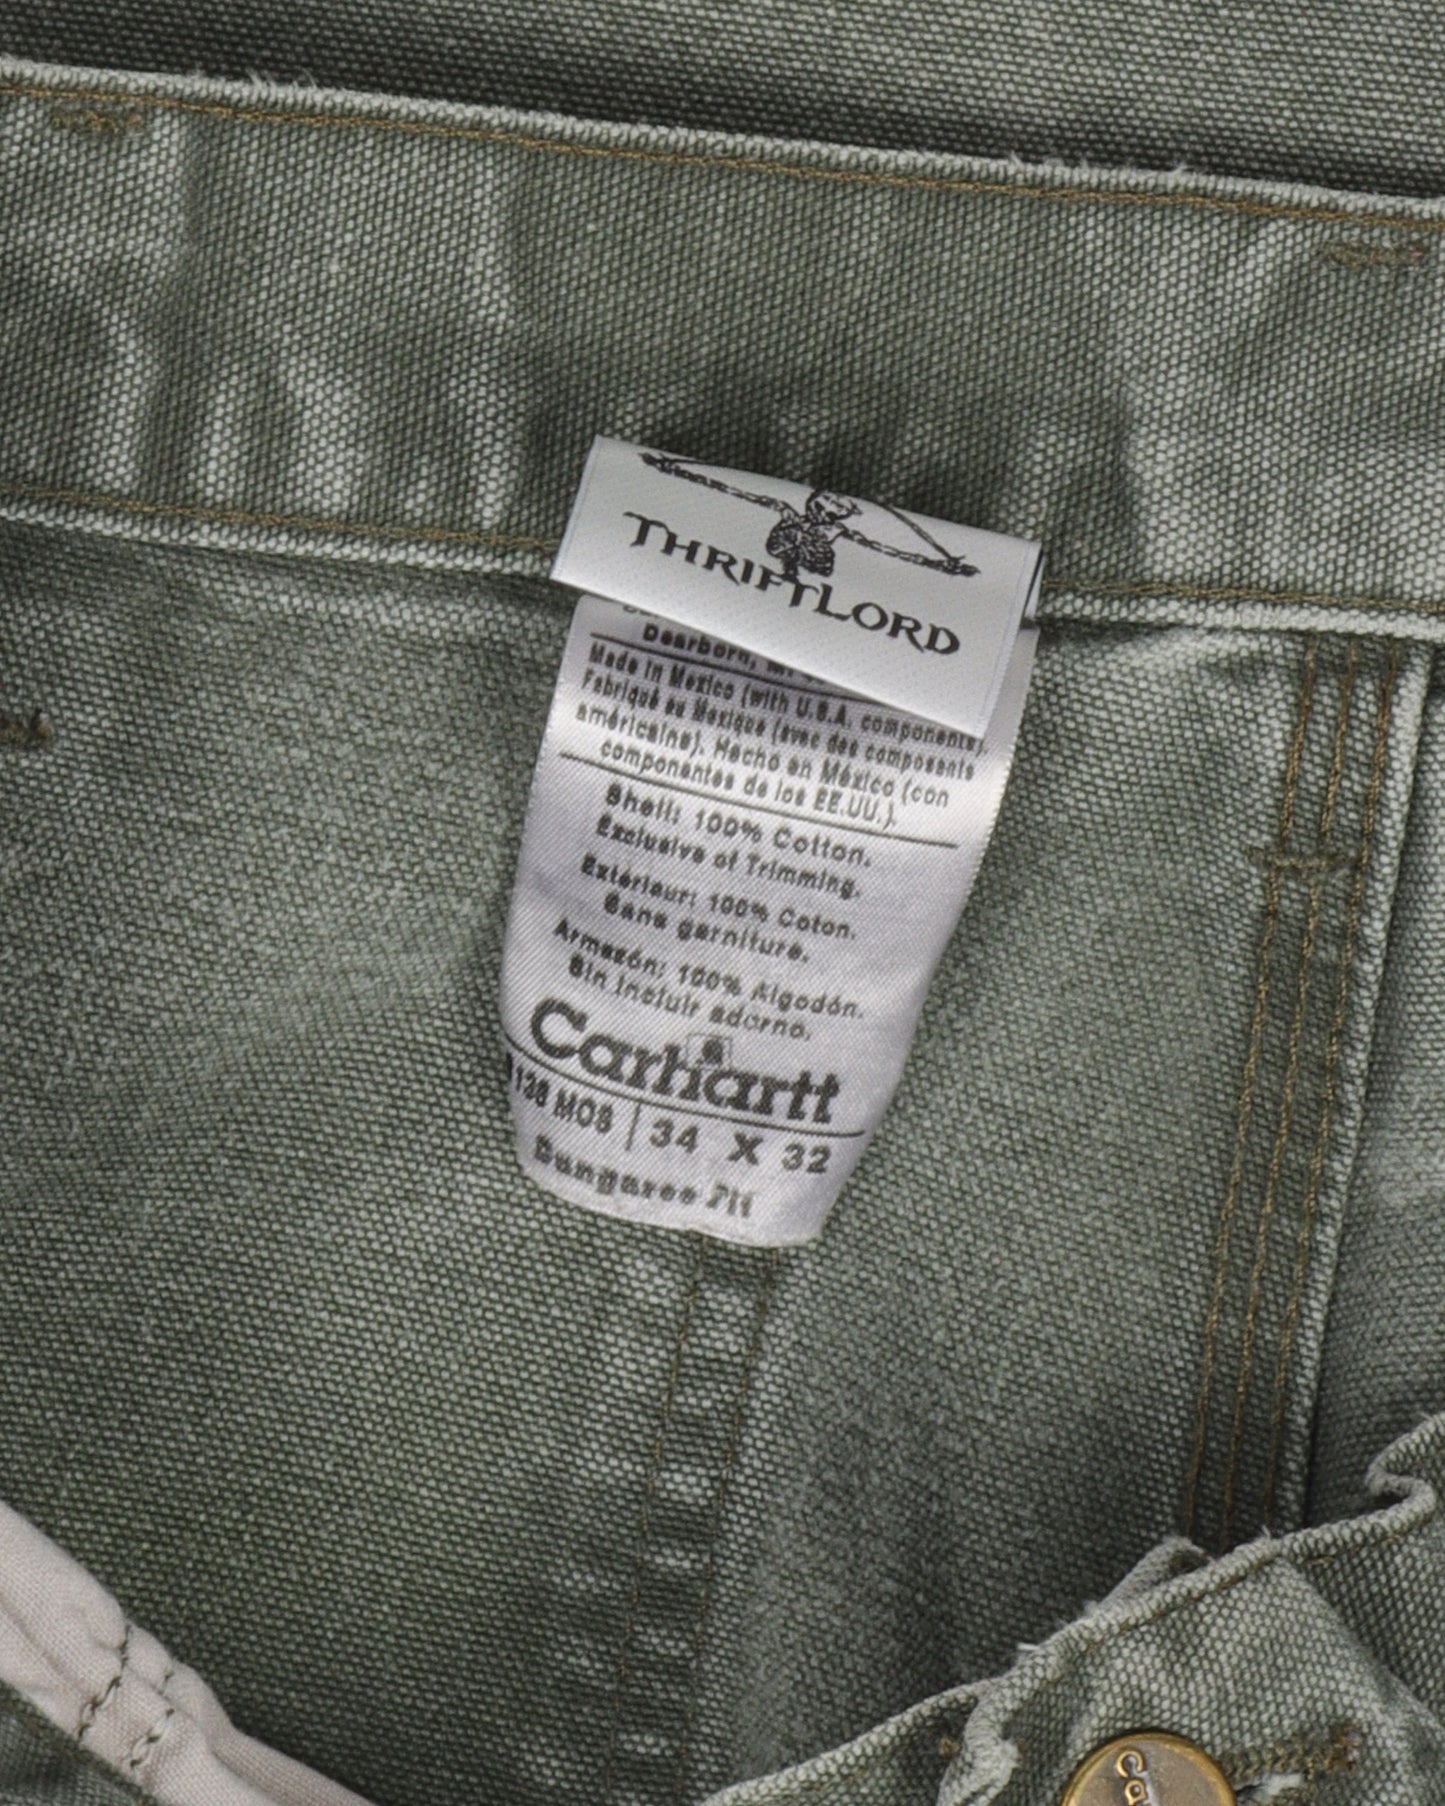 THRIFTLORD
Dearborn, MI
Made in Mexico (with U.S.A. components).
Fabriqué au Mexique (avec des composants
américains). Hecho en México (con
componentes de los EE.UU.).
Shell: 100% Cotton.
Exclusive of Trimming.
Extérieur: 100% Coton.
Sans garniture.
Armazón: 100% Algodón.
Sin incluir adorno.
Carhartt
138 MOS | 34 X 32
Dungaree Fit